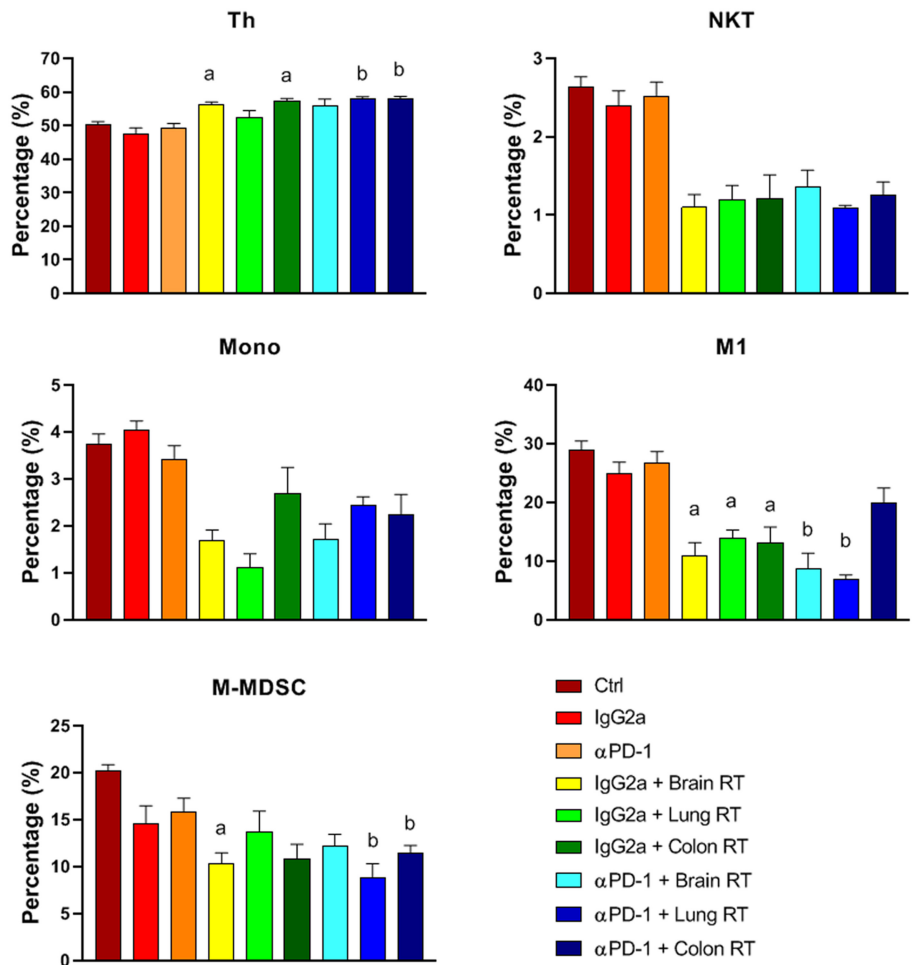 Th
Percentage (%)
70
60
50
40
30
20
10
0
a
a
b
b
NKT
Percentage (%)
3
2
1
0
Mono
Percentage (%)
5
4
3
2
1
0
M1
Percentage (%)
40
30
20
10
0
a
a
a
b
b
M-MDSC
Percentage (%)
25
20
15
10
5
0
a
b
b
Ctrl
IgG2a
αPD-1
IgG2a + Brain RT
IgG2a + Lung RT
IgG2a + Colon RT
αPD-1 + Brain RT
αPD-1 + Lung RT
αPD-1 + Colon RT